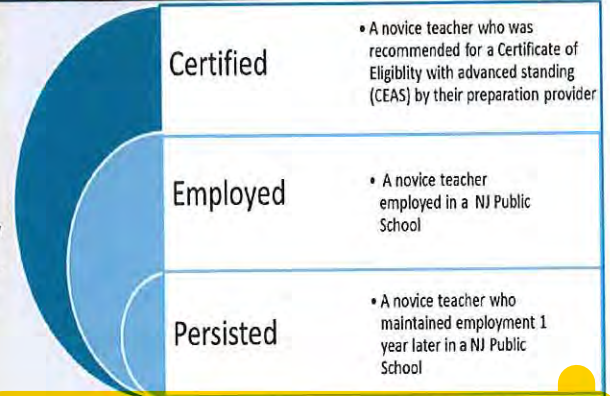 Certified
• A novice teacher who was
recommended for a Certificate of
Eligiblity with advanced standing
(CEAS) by their preparation provider
Employed
• A novice teacher
employed in a NJ Public
School
Persisted
• A novice teacher who
maintained employment 1
year later in a NJ Public
School